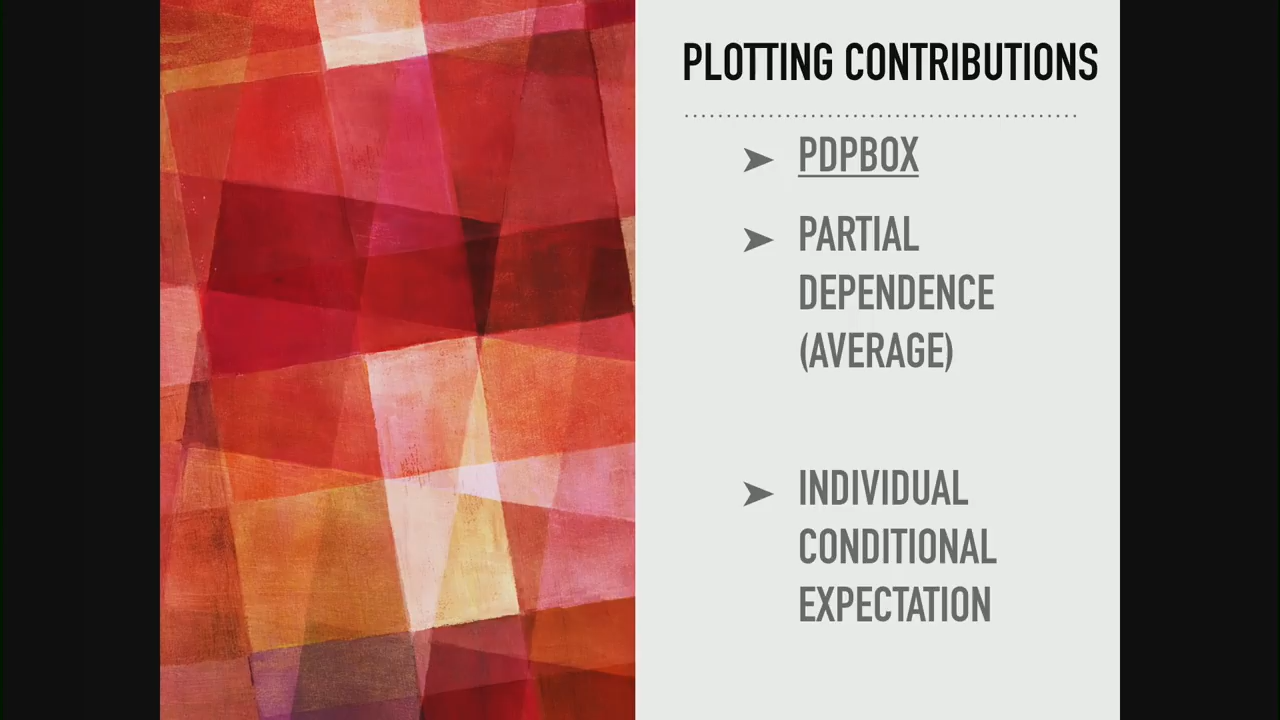 PLOTTING CONTRIBUTIONS
➤ PDPBOX
➤ PARTIAL
DEPENDENCE
(AVERAGE)
➤ INDIVIDUAL
CONDITIONAL
EXPECTATION